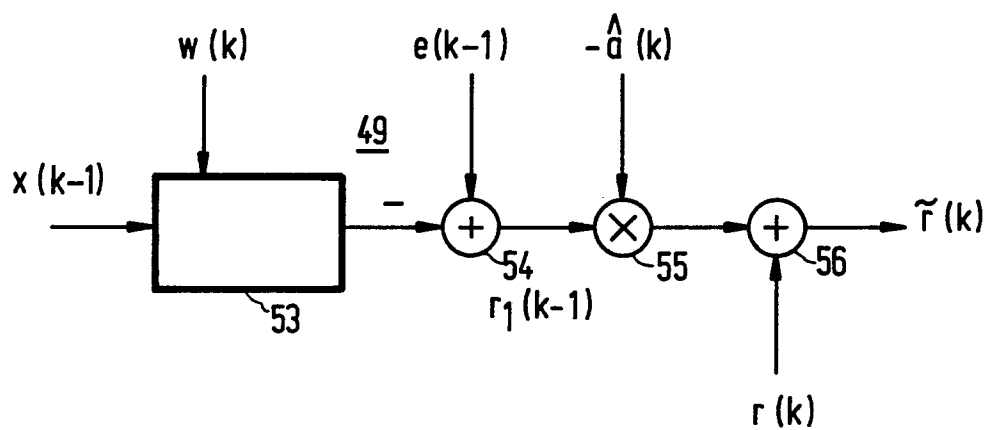 w (k)
e(k-1)
-â (k)
49
x (k-1)
-
r̃ (k)
+
×
+
53
54
55
56
r₁ (k-1)
r (k)